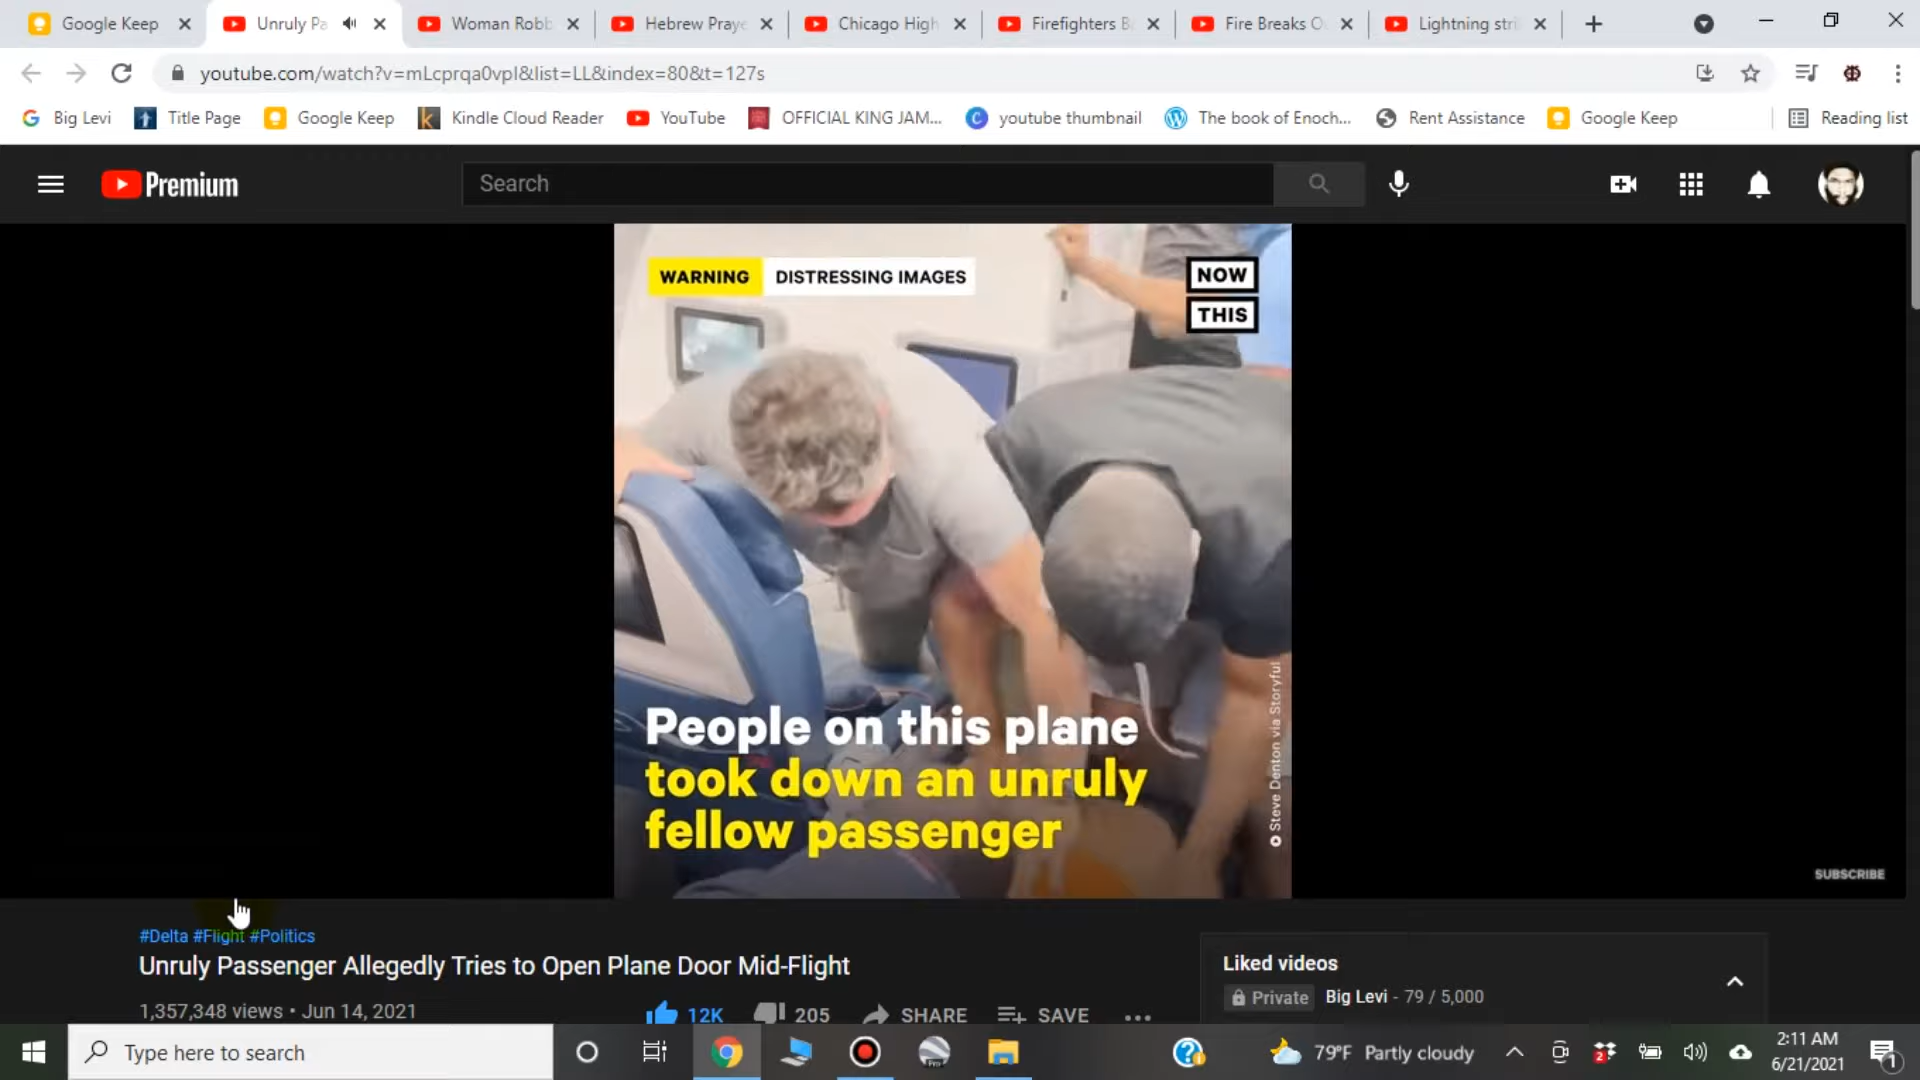 Google Keep
Unruly Pa
Woman Robb
Hebrew Praye
Chicago High
Firefighters B
Fire Breaks O
Lightning stri
youtube.com/watch?v=mLcprqa0vpI&list=LL&index=80&t=127s
Big Levi
Title Page
Google Keep
Kindle Cloud Reader
YouTube
OFFICIAL KING JAM...
youtube thumbnail
The book of Enoch...
Rent Assistance
Google Keep
Reading list
Premium
Search
WARNING DISTRESSING IMAGES
NOW
THIS
People on this plane
took down an unruly
fellow passenger
Steve Denton via Storyful
SUBSCRIBE
#Delta #Flight #Politics
Unruly Passenger Allegedly Tries to Open Plane Door Mid-Flight
1,357,348 views • Jun 14, 2021
12K
205
SHARE
SAVE
Liked videos
Private
Big Levi - 79 / 5,000
Type here to search
79°F Partly cloudy
2:11 AM
6/21/2021